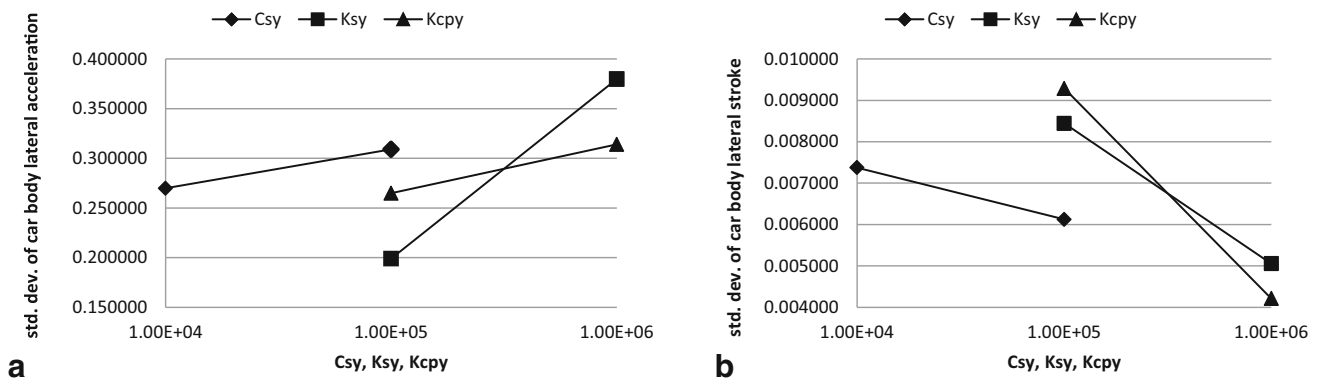 Csy Ksy Kcpy
std. dev. of car body lateral acceleration
0.400000
0.350000
0.300000
0.250000
0.200000
0.150000
1.00E+04 1.00E+05 1.00E+06
Csy, Ksy, Kcpy
a
Csy Ksy Kcpy
std. dev. of car body lateral stroke
0.010000
0.009000
0.008000
0.007000
0.006000
0.005000
0.004000
1.00E+04 1.00E+05 1.00E+06
Csy, Ksy, Kcpy
b